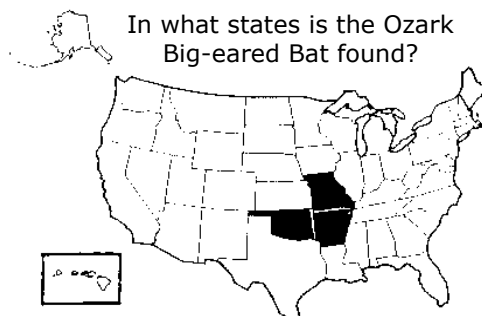 In what states is the Ozark
Big-eared Bat found?